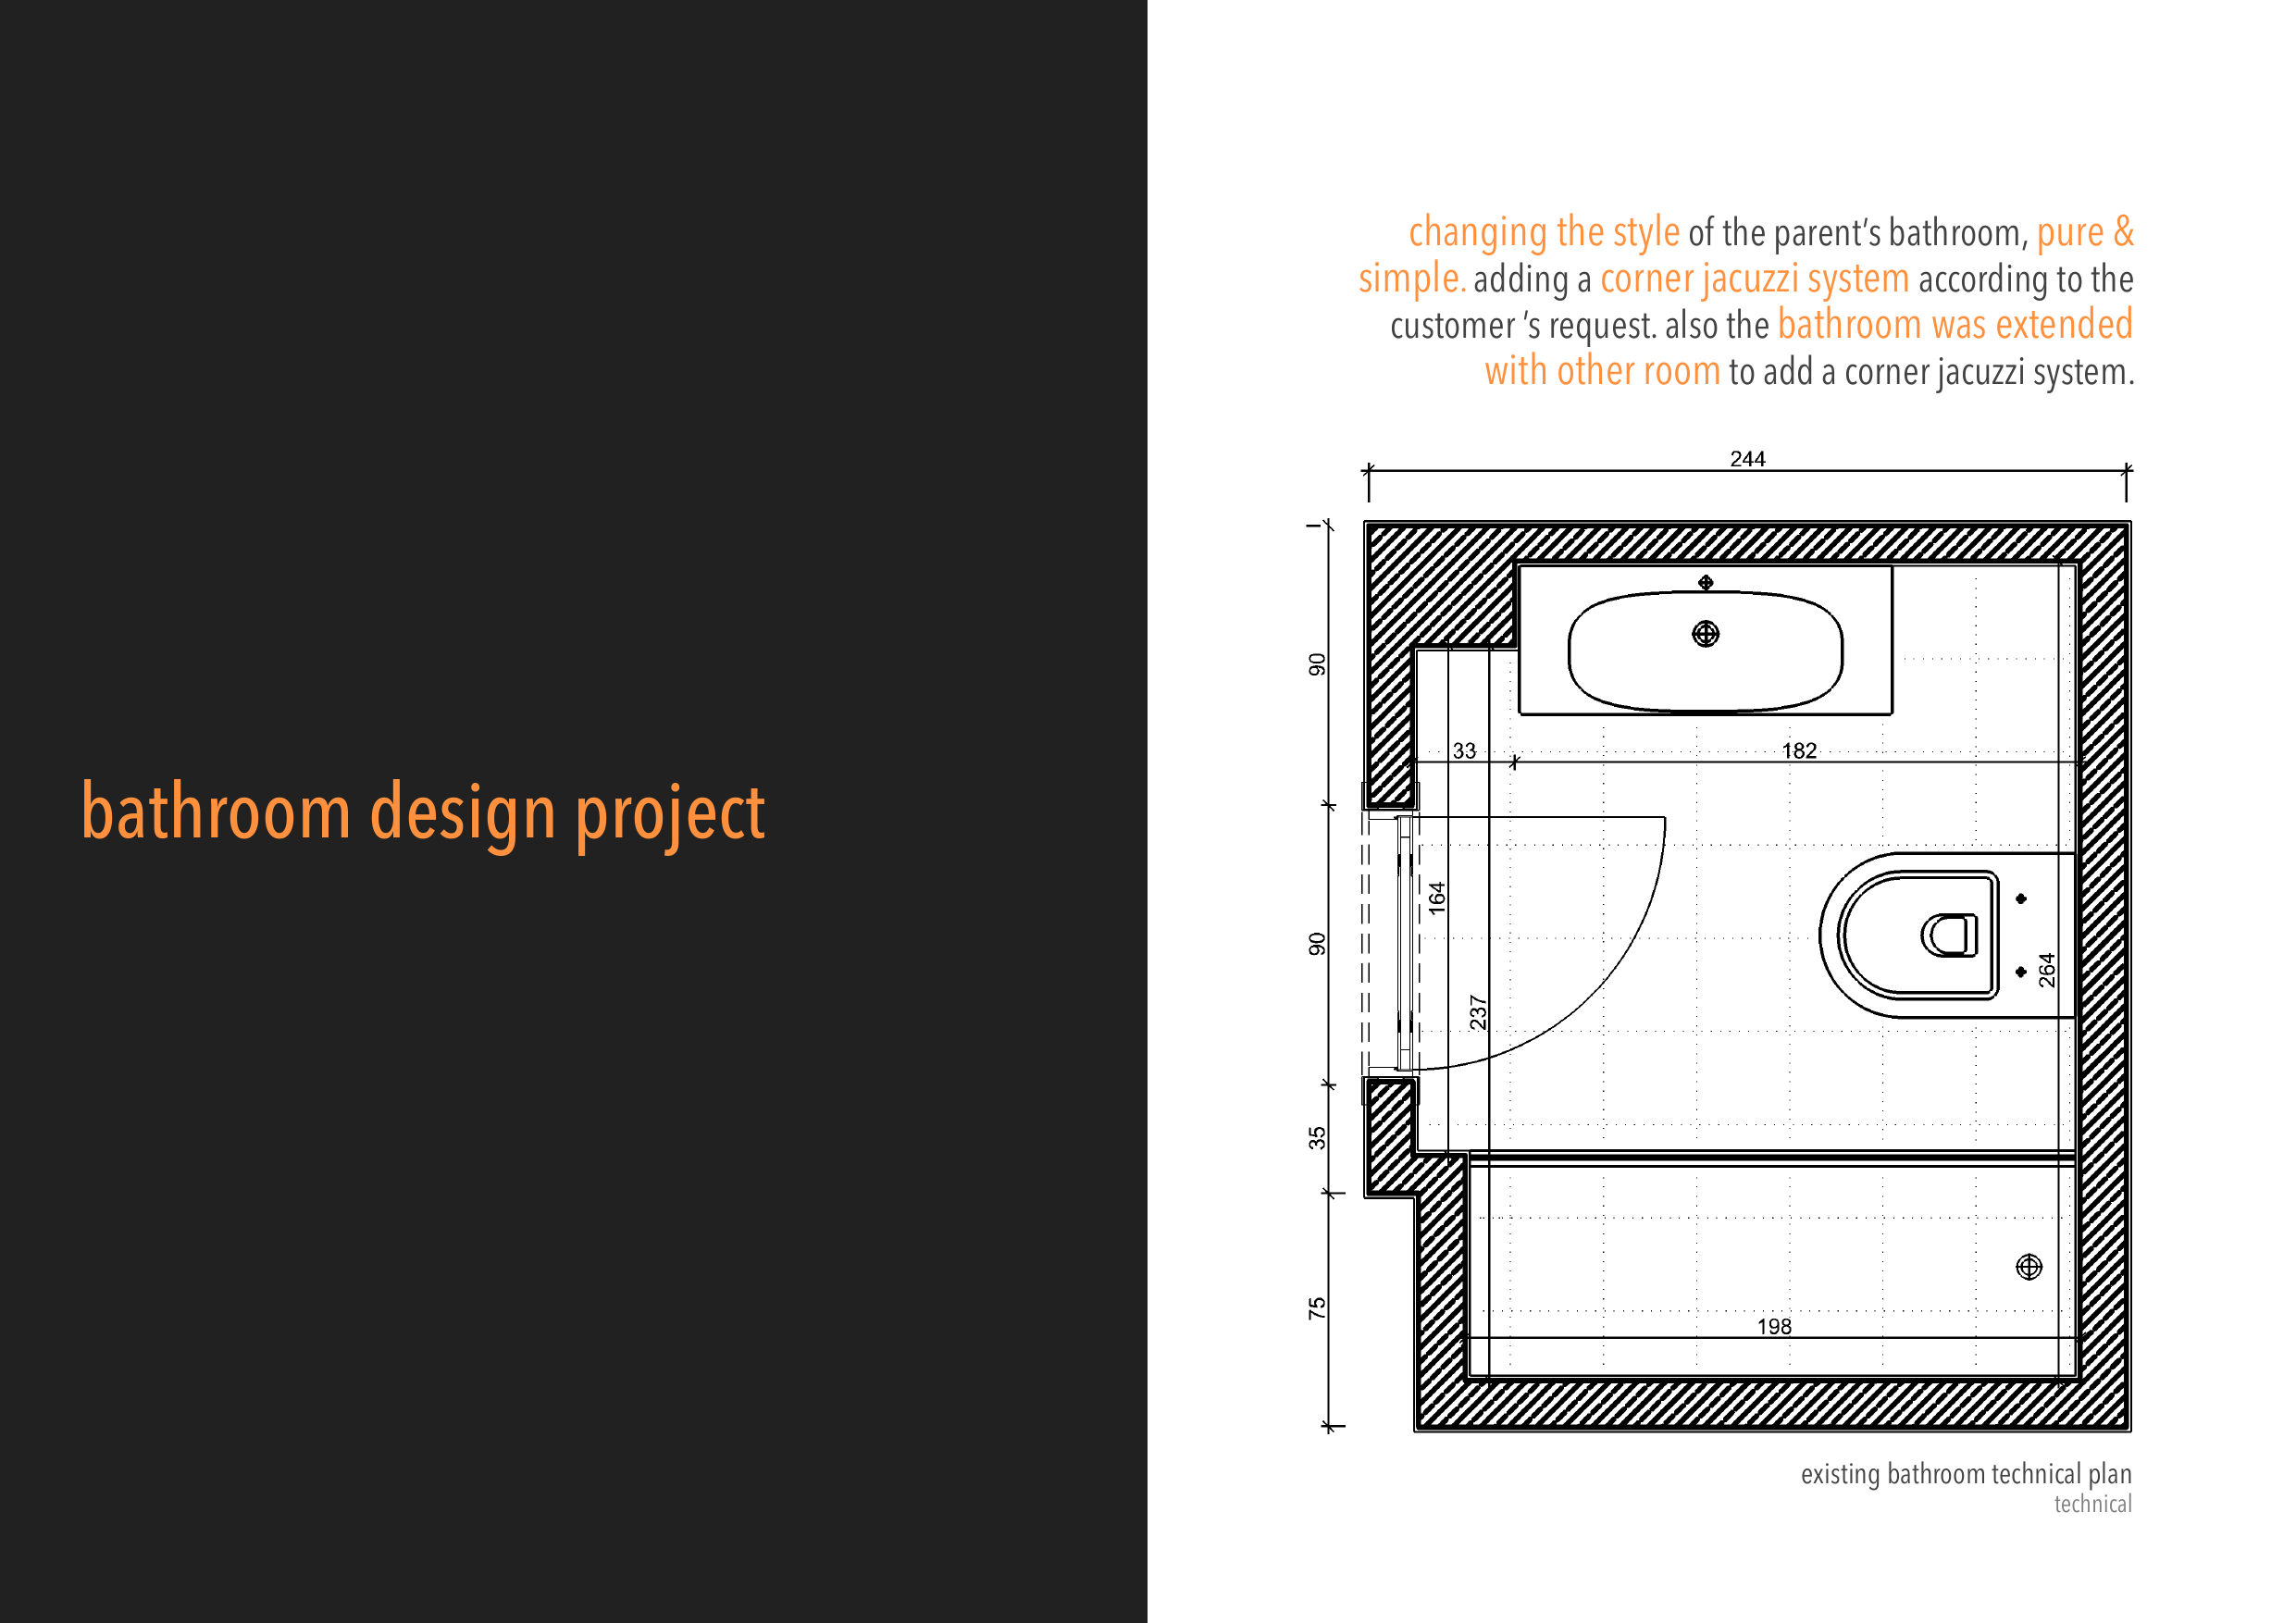 bathroom design project
changing the style of the parent's bathroom, pure &
simple. adding a corner jacuzzi system according to the
customer 's request. also the bathroom was extended
with other room to add a corner jacuzzi system.
244
90
33
182
164
90
264
237
35
75
198
existing bathroom technical plan
technical